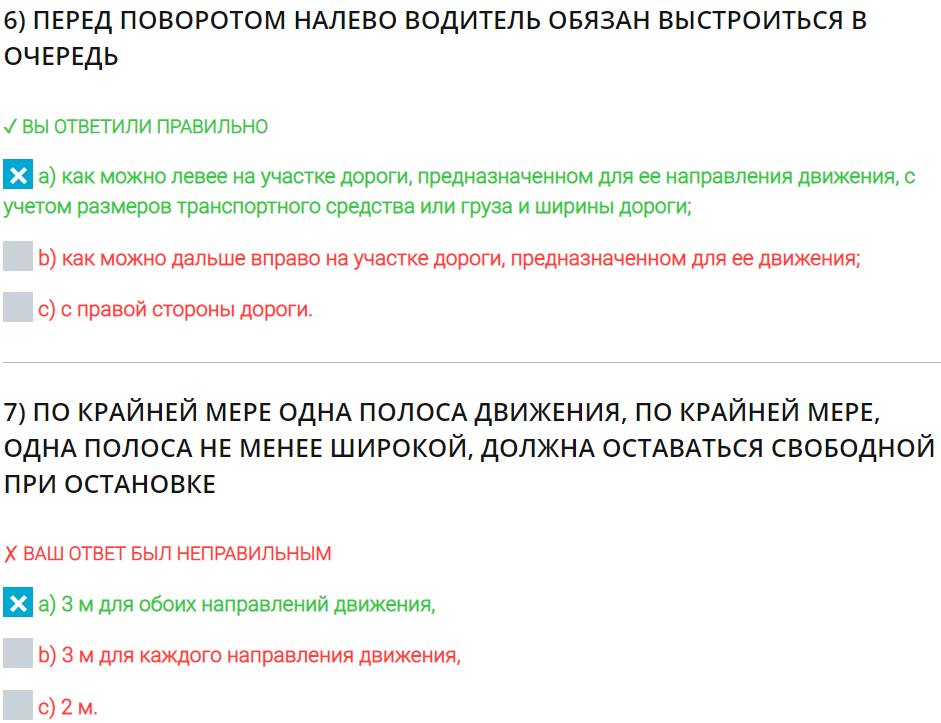 6) ПЕРЕД ПОВОРОТОМ НАЛЕВО ВОДИТЕЛЬ ОБЯЗАН ВЫСТРОИТЬСЯ В
ОЧЕРЕДЬ
✓ ВЫ ОТВЕТИЛИ ПРАВИЛЬНО
a) как можно левее на участке дороги, предназначенном для ее направления движения, с
учетом размеров транспортного средства или груза и ширины дороги;
b) как можно дальше вправо на участке дороги, предназначенном для ее движения;
c) с правой стороны дороги.
7) ПО КРАЙНЕЙ МЕРЕ ОДНА ПОЛОСА ДВИЖЕНИЯ, ПО КРАЙНЕЙ МЕРЕ,
ОДНА ПОЛОСА НЕ МЕНЕЕ ШИРОКОЙ, ДОЛЖНА ОСТАВАТЬСЯ СВОБОДНОЙ
ПРИ ОСТАНОВКЕ
✗ ВАШ ОТВЕТ БЫЛ НЕПРАВИЛЬНЫМ
a) 3 м для обоих направлений движения,
b) 3 м для каждого направления движения,
c) 2 м.